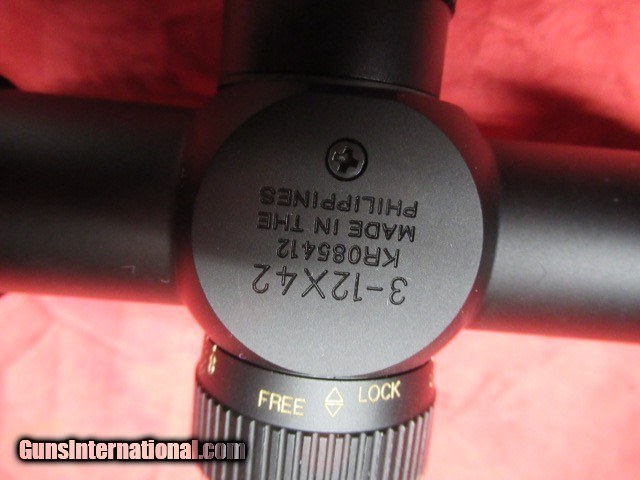 3-12X42
KR085412
MADE IN THE
PHILIPPINES
FREE LOCK
GunsInternational.com